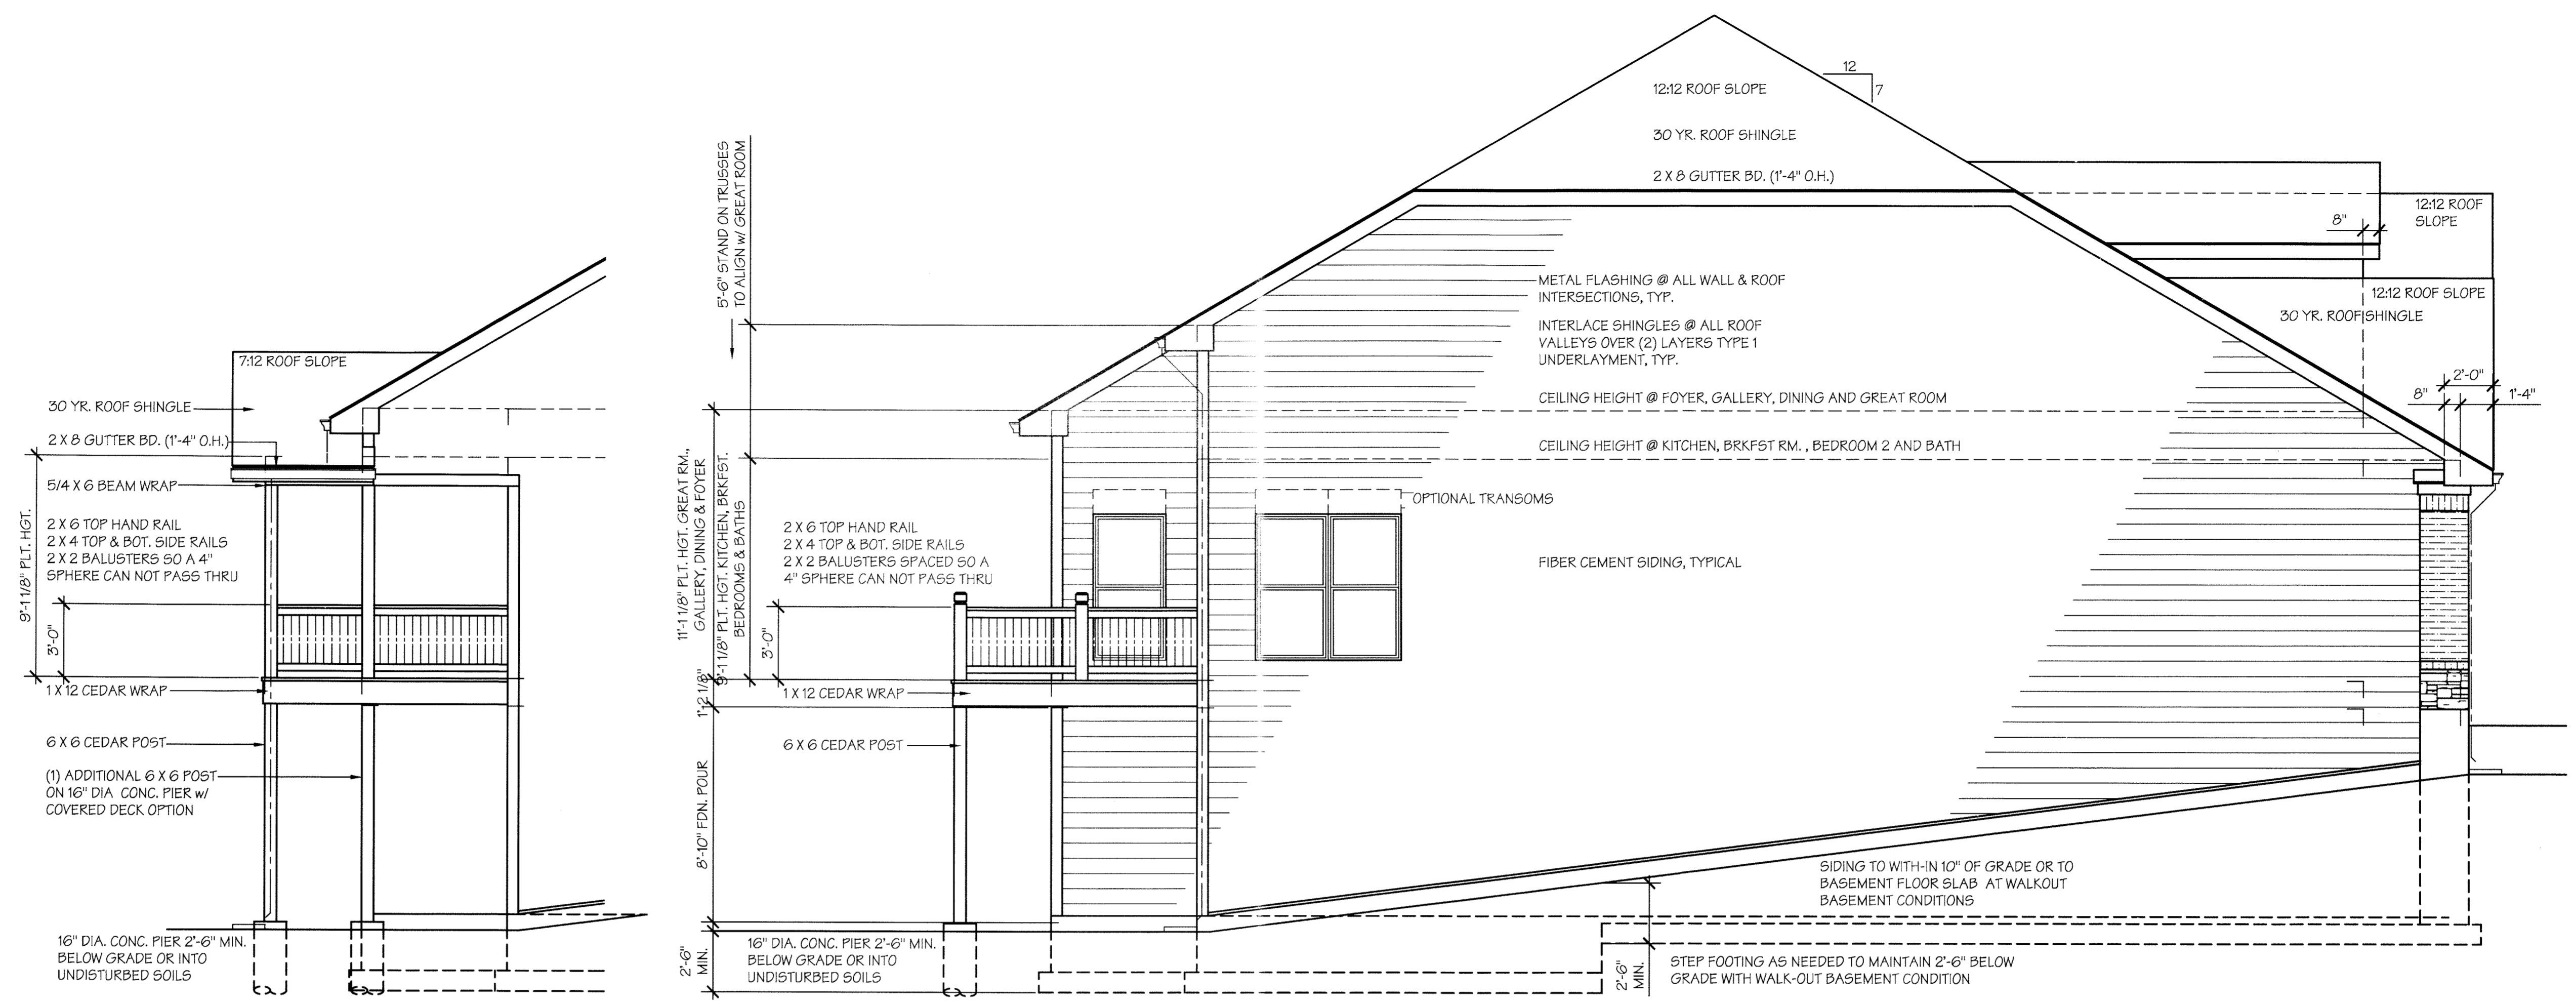 7:12 ROOF SLOPE
30 YR. ROOF SHINGLE
2 X 8 GUTTER BD. (1'-4" O.H.)
9'-1 1/8" PLT. HGT.
5/4 X 6 BEAM WRAP
2 X 6 TOP HAND RAIL
2 X 4 TOP & BOT. SIDE RAILS
2 X 2 BALUSTERS SO A 4"
SPHERE CAN NOT PASS THRU
3'-0"
1 X 12 CEDAR WRAP
6 X 6 CEDAR POST
(1) ADDITIONAL 6 X 6 POST
ON 16" DIA CONC. PIER w/
COVERED DECK OPTION
16" DIA. CONC. PIER 2'-6" MIN.
BELOW GRADE OR INTO
UNDISTURBED SOILS
5'-6" STAND ON TRUSSES
TO ALIGN w/ GREAT ROOM
11'-1 1/8" PLT. HGT. GREAT RM.,
GALLERY, DINING & FOYER
9'-1 1/8" PLT. HGT. KITCHEN, BRKFST.
BEDROOMS & BATHS
2 X 6 TOP HAND RAIL
2 X 4 TOP & BOT. SIDE RAILS
2 X 2 BALUSTERS SPACED SO A
4" SPHERE CAN NOT PASS THRU
3'-0"
1'-2 1/8"
1 X 12 CEDAR WRAP
6 X 6 CEDAR POST
8'-10" FDN. POUR
2'-6"
MIN.
16" DIA. CONC. PIER 2'-6" MIN.
BELOW GRADE OR INTO
UNDISTURBED SOILS
12
7
12:12 ROOF SLOPE
30 YR. ROOF SHINGLE
2 X 8 GUTTER BD. (1'-4" O.H.)
METAL FLASHING @ ALL WALL & ROOF
INTERSECTIONS, TYP.
INTERLACE SHINGLES @ ALL ROOF
VALLEYS OVER (2) LAYERS TYPE 1
UNDERLAYMENT, TYP.
CEILING HEIGHT @ FOYER, GALLERY, DINING AND GREAT ROOM
CEILING HEIGHT @ KITCHEN, BRKFST RM. , BEDROOM 2 AND BATH
OPTIONAL TRANSOMS
FIBER CEMENT SIDING, TYPICAL
8"
12:12 ROOF
SLOPE
12:12 ROOF SLOPE
30 YR. ROOF SHINGLE
2'-0"
8"
1'-4"
SIDING TO WITH-IN 10" OF GRADE OR TO
BASEMENT FLOOR SLAB AT WALKOUT
BASEMENT CONDITIONS
2'-6"
MIN.
STEP FOOTING AS NEEDED TO MAINTAIN 2'-6" BELOW
GRADE WITH WALK-OUT BASEMENT CONDITION